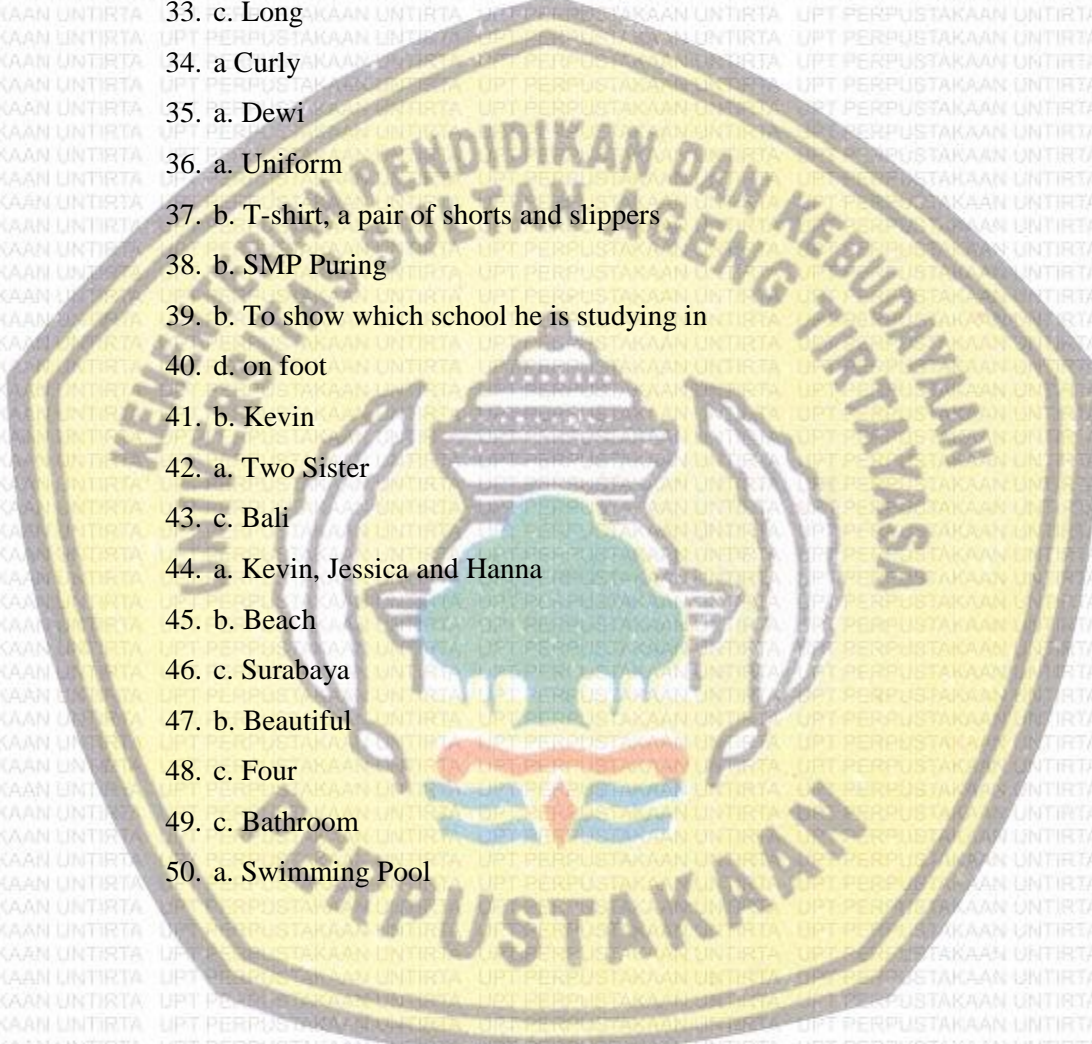 33. c. Long
34. a Curly
35. a. Dewi
36. a. Uniform
37. b. T-shirt, a pair of shorts and slippers
38. b. SMP Puring
39. b. To show which school he is studying in
40. d. on foot
41. b. Kevin
42. a. Two Sister
43. c. Bali
44. a. Kevin, Jessica and Hanna
45. b. Beach
46. c. Surabaya
47. b. Beautiful
48. c. Four
49. c. Bathroom
50. a. Swimming Pool
KEMENTERIAN PENDIDIKAN DAN KEBUDAYAAN
UNIVERSITAS SULTAN AGENG TIRTAYASA
PERPUSTAKAAN
UPT PERPUSTAKAAN UNTIRTA